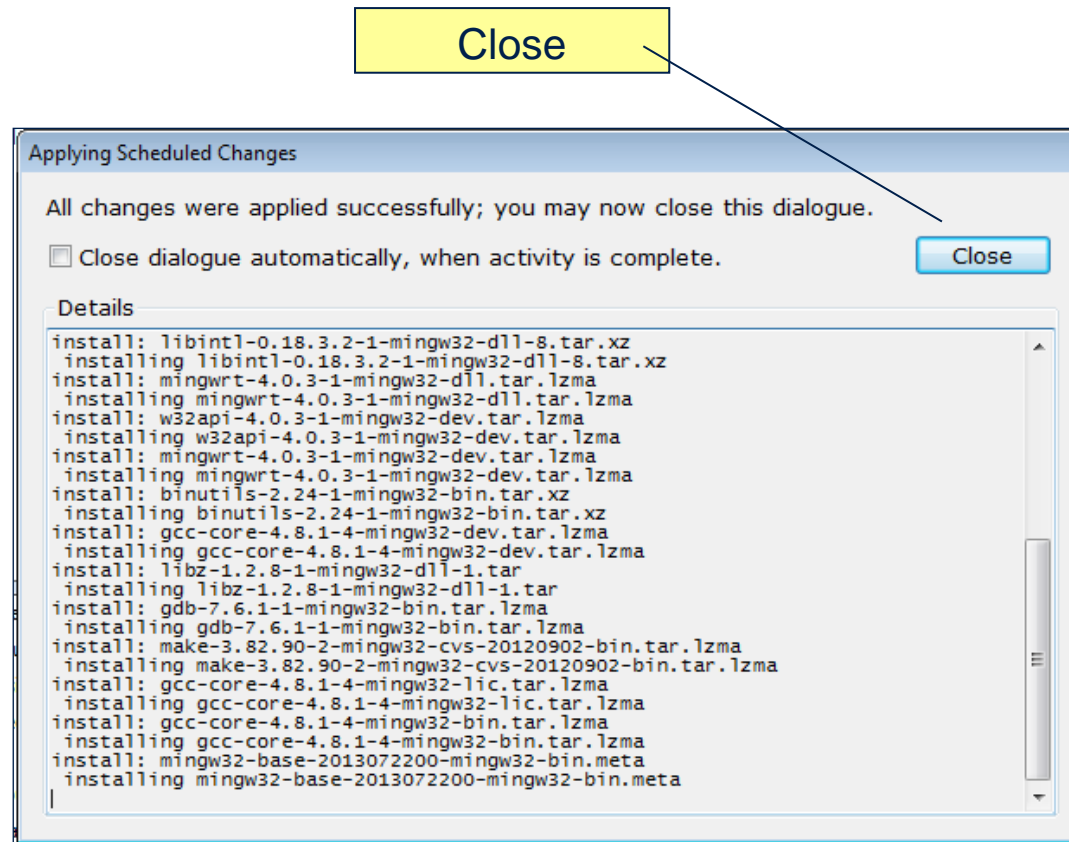 Close
Applying Scheduled Changes
All changes were applied successfully; you may now close this dialogue.
Close dialogue automatically, when activity is complete.
Close
Details
install: libintl-0.18.3.2-1-mingw32-dll-8.tar.xz
installing libintl-0.18.3.2-1-mingw32-dll-8.tar.xz
install: mingwrt-4.0.3-1-mingw32-dll.tar.lzma
installing mingwrt-4.0.3-1-mingw32-dll.tar.lzma
install: w32api-4.0.3-1-mingw32-dev.tar.lzma
installing w32api-4.0.3-1-mingw32-dev.tar.lzma
install: mingwrt-4.0.3-1-mingw32-dev.tar.lzma
installing mingwrt-4.0.3-1-mingw32-dev.tar.lzma
install: binutils-2.24-1-mingw32-bin.tar.xz
installing binutils-2.24-1-mingw32-bin.tar.xz
install: gcc-core-4.8.1-4-mingw32-dev.tar.lzma
installing gcc-core-4.8.1-4-mingw32-dev.tar.lzma
install: libz-1.2.8-1-mingw32-dll-1.tar
installing libz-1.2.8-1-mingw32-dll-1.tar
install: gdb-7.6.1-1-mingw32-bin.tar.lzma
installing gdb-7.6.1-1-mingw32-bin.tar.lzma
install: make-3.82.90-2-mingw32-cvs-20120902-bin.tar.lzma
installing make-3.82.90-2-mingw32-cvs-20120902-bin.tar.lzma
install: gcc-core-4.8.1-4-mingw32-lic.tar.lzma
installing gcc-core-4.8.1-4-mingw32-lic.tar.lzma
install: gcc-core-4.8.1-4-mingw32-bin.tar.lzma
installing gcc-core-4.8.1-4-mingw32-bin.tar.lzma
install: mingw32-base-2013072200-mingw32-bin.meta
installing mingw32-base-2013072200-mingw32-bin.meta